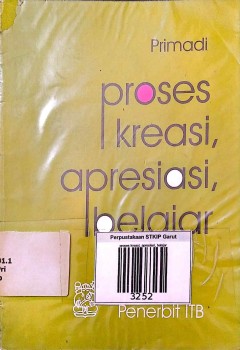 Primadi
proses
kreasi,
apresiasi,
belajar
Perpustakaan STKIP Garut
3252
Penerbit ITB